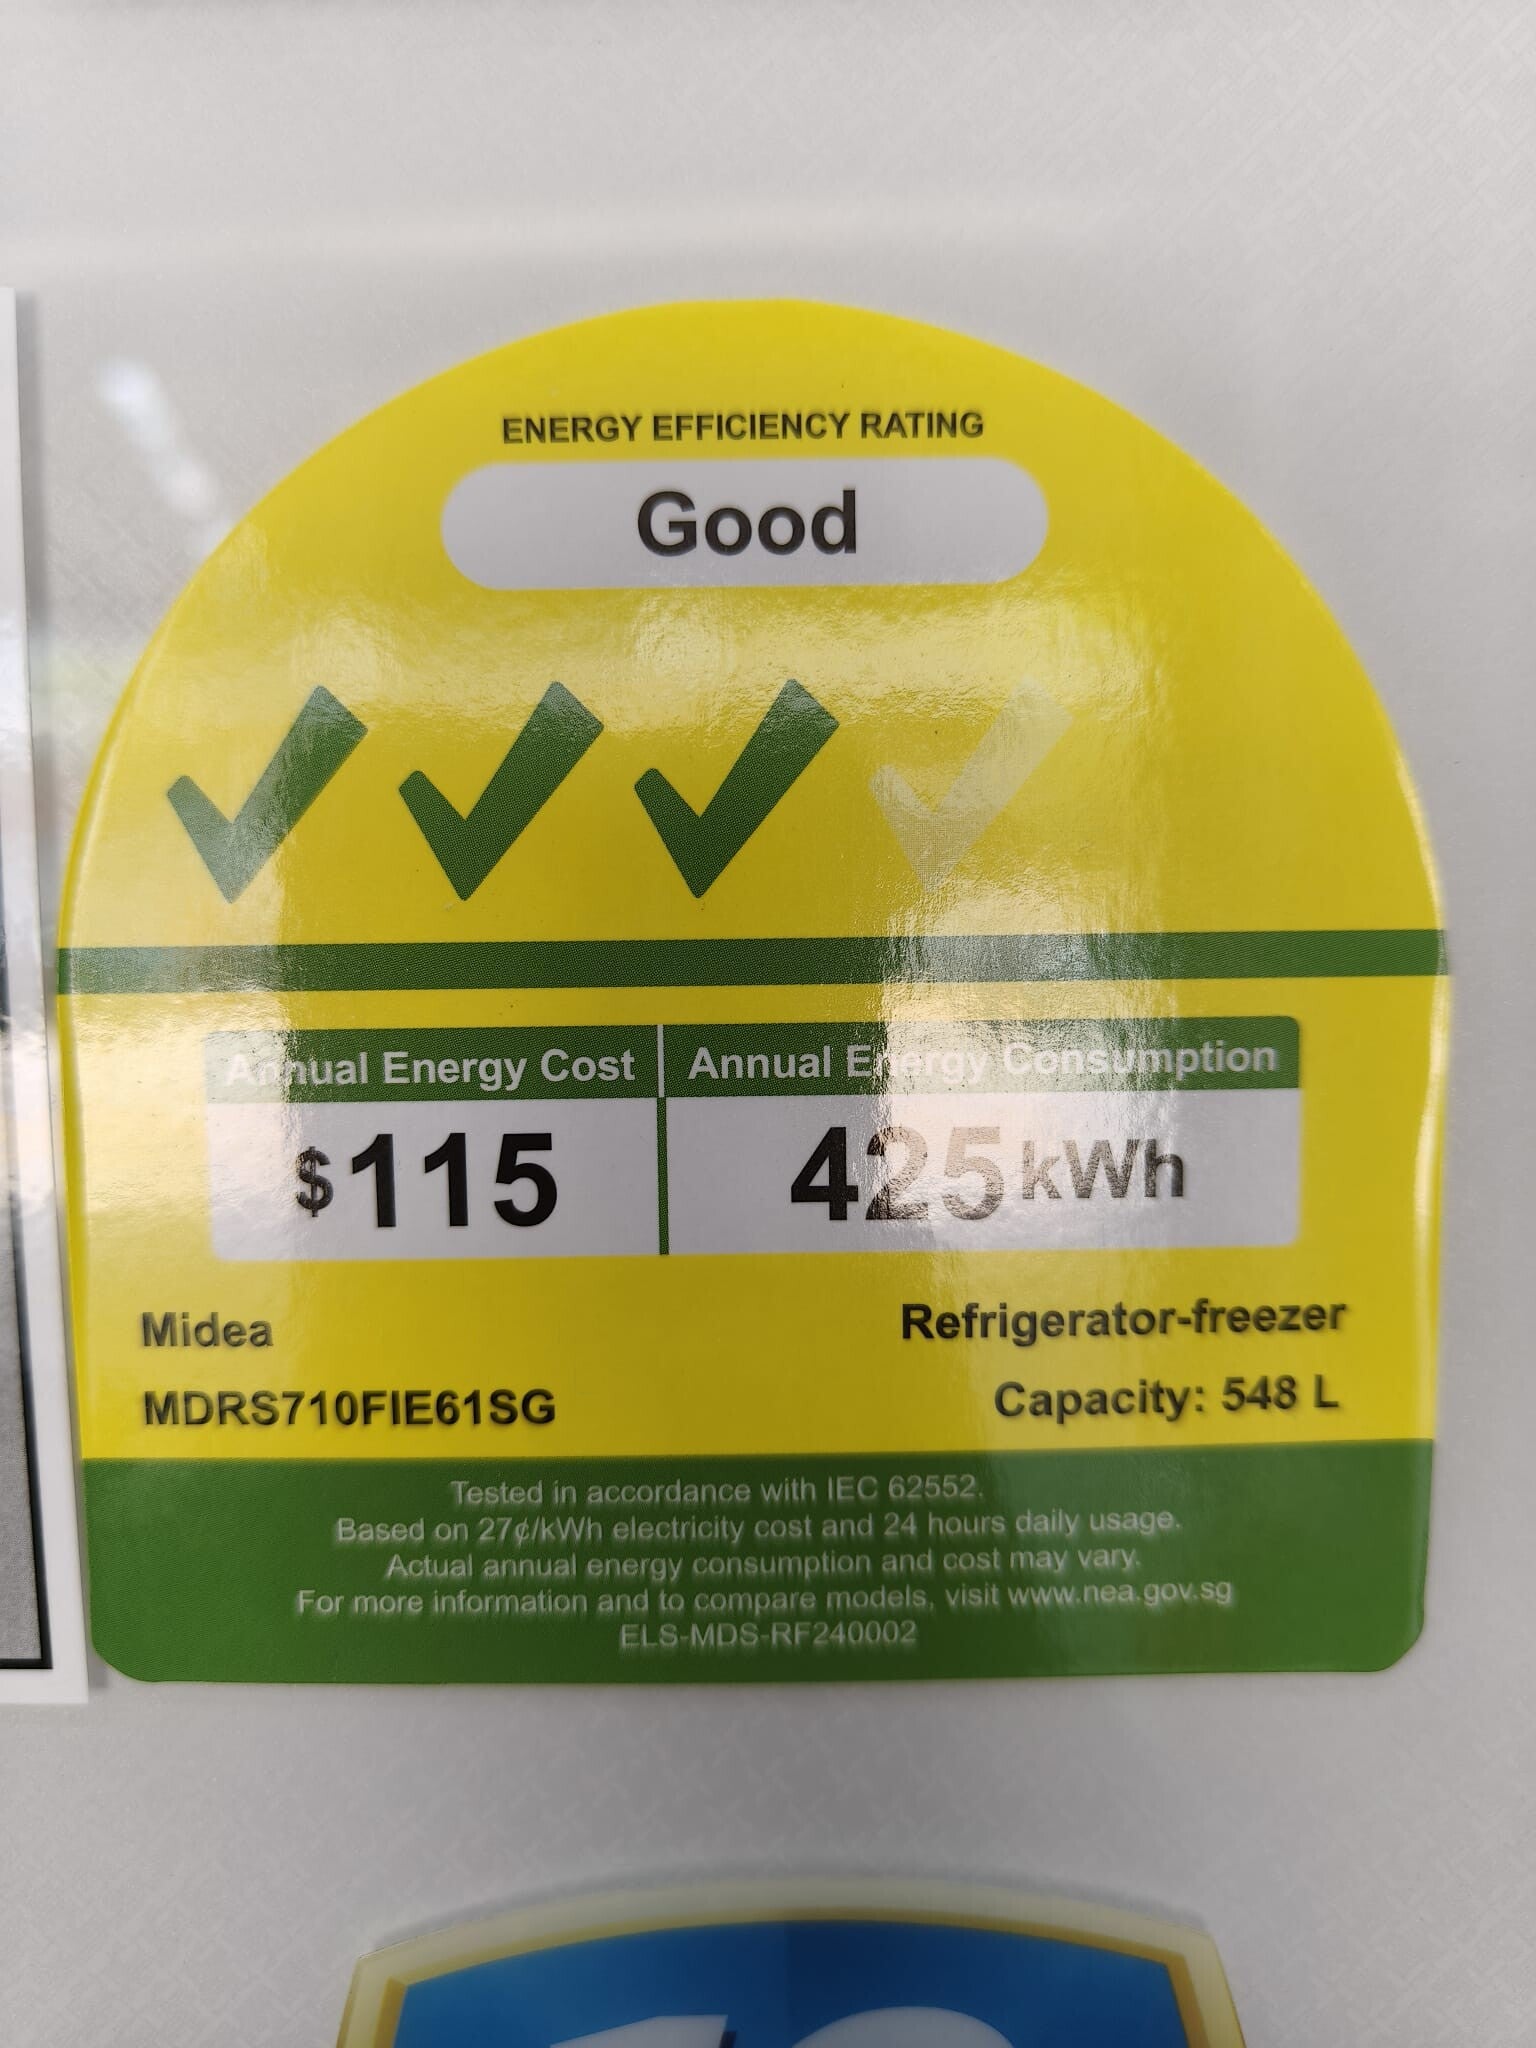 ENERGY EFFICIENCY RATING
Good
Annual Energy Cost
Annual Energy Consumption
$115
425 kWh
Midea
Refrigerator-freezer
MDRS710FIE61SG
Capacity: 548 L
Tested in accordance with IEC 62552.
Based on 27¢/kWh electricity cost and 24 hours daily usage.
Actual annual energy consumption and cost may vary.
For more information and to compare models, visit www.nea.gov.sg
ELS-MDS-RF240002